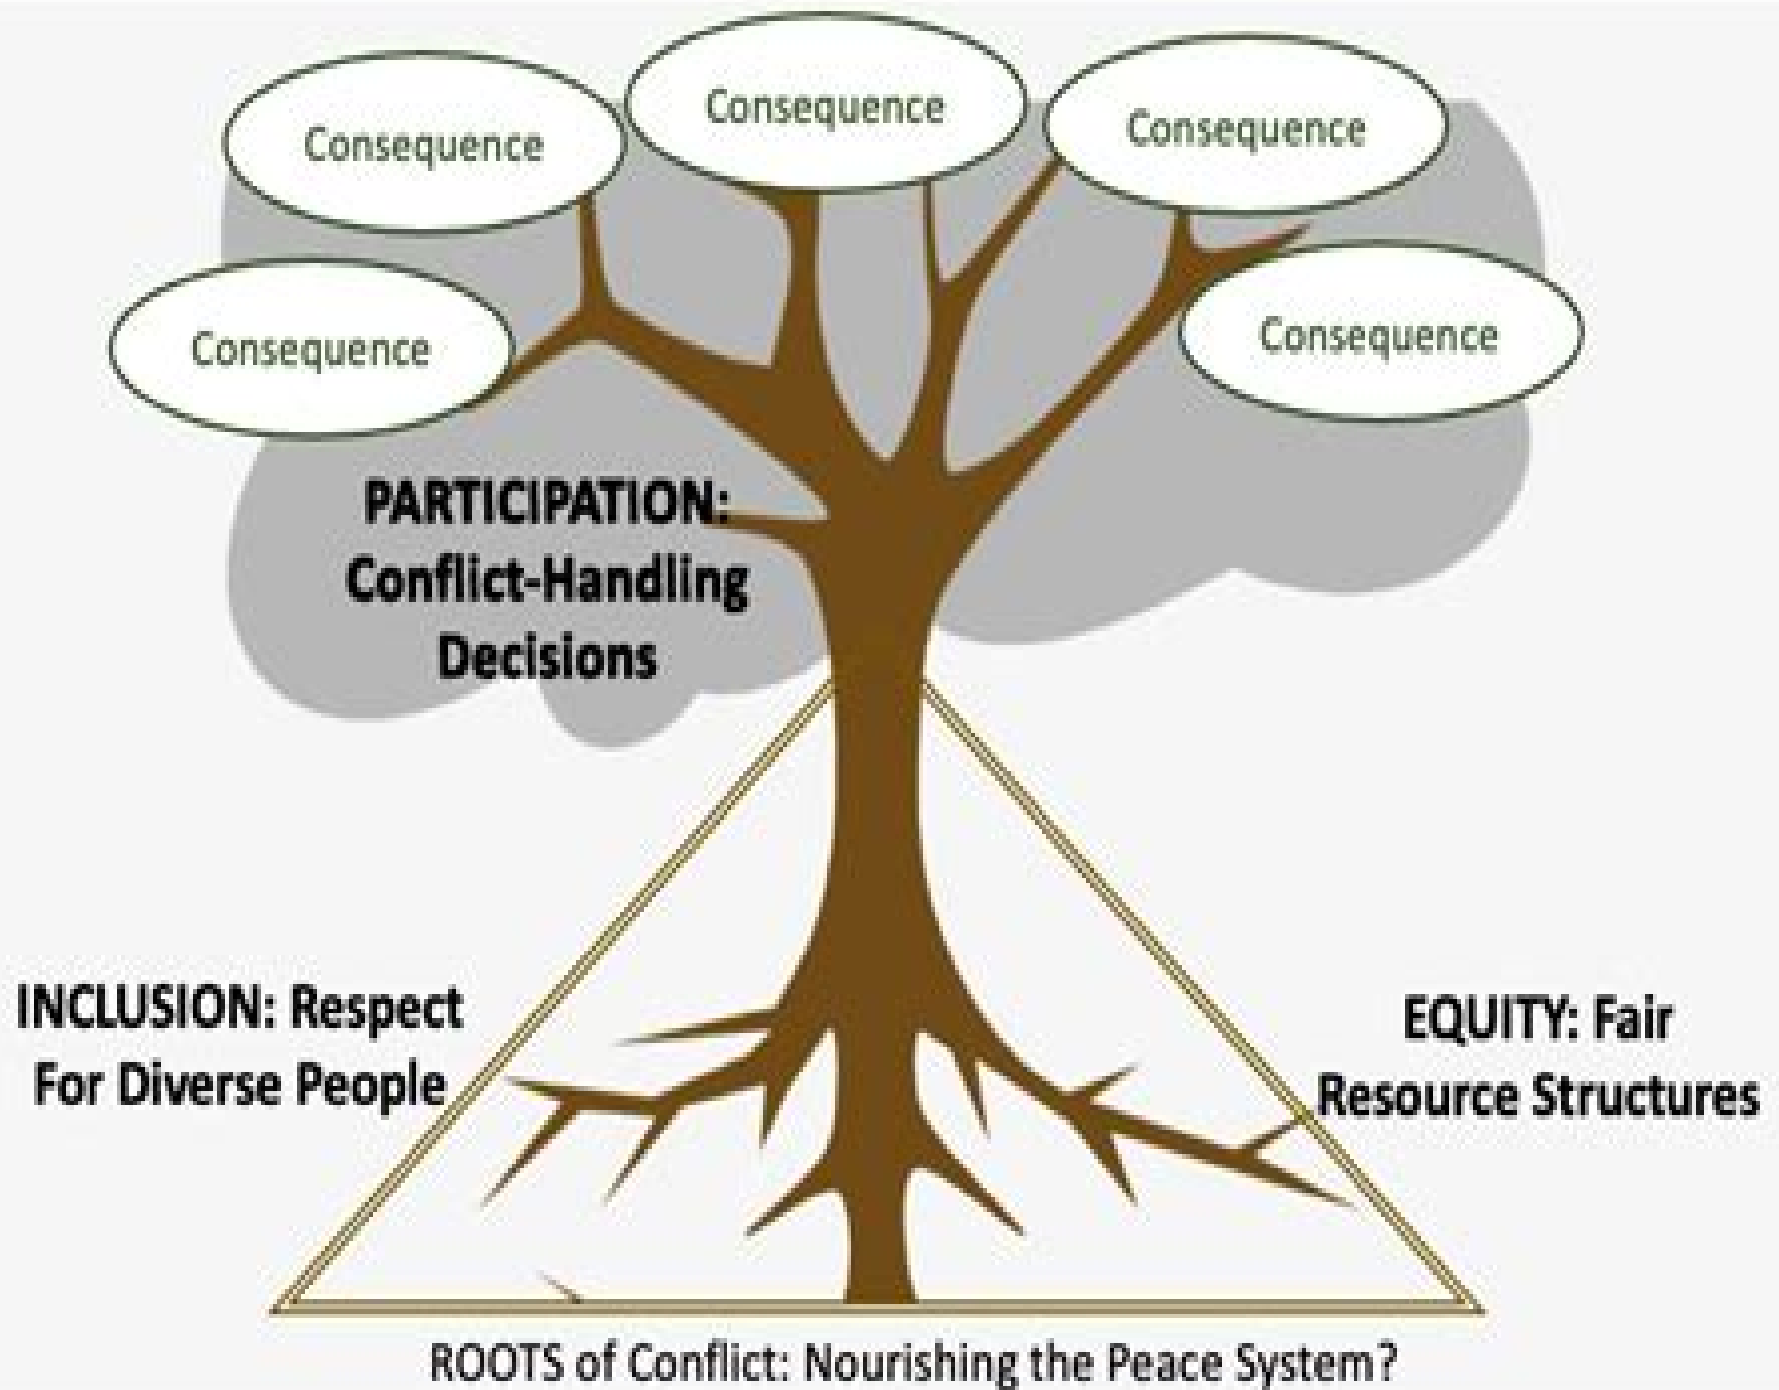 Consequence
Consequence
Consequence
Consequence
Consequence
PARTICIPATION:
Conflict-Handling
Decisions
INCLUSION: Respect
For Diverse People
EQUITY: Fair
Resource Structures
ROOTS of Conflict: Nourishing the Peace System?